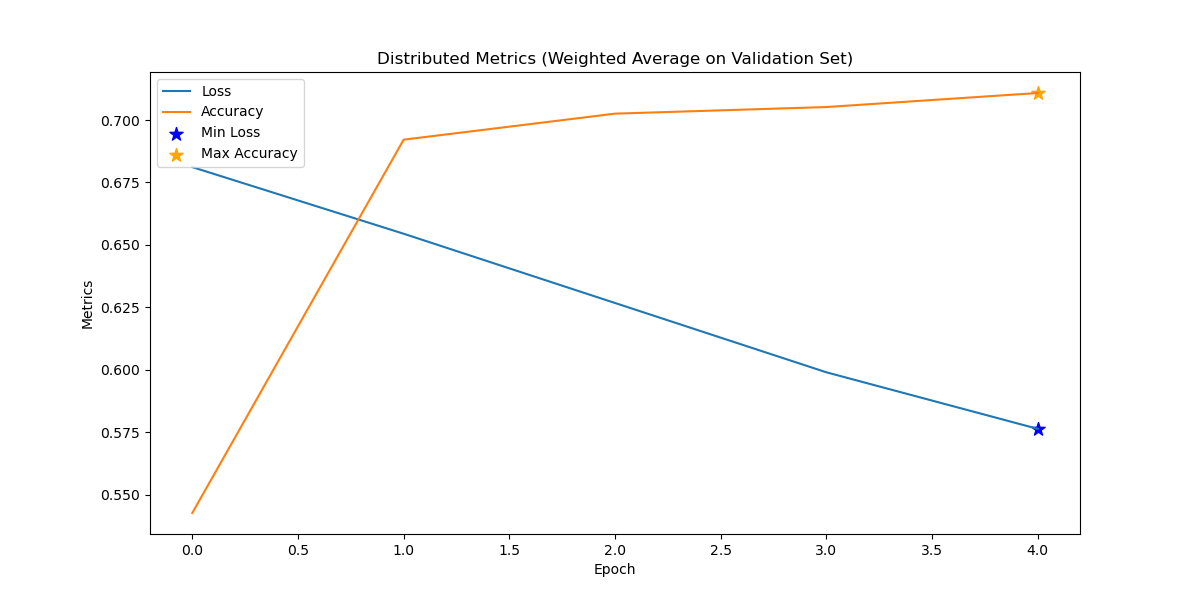 Distributed Metrics (Weighted Average on Validation Set)
Loss
Accuracy
Min Loss
Max Accuracy
Metrics
0.700
0.675
0.650
0.625
0.600
0.575
0.550
0.0 0.5 1.0 1.5 2.0 2.5 3.0 3.5 4.0
Epoch